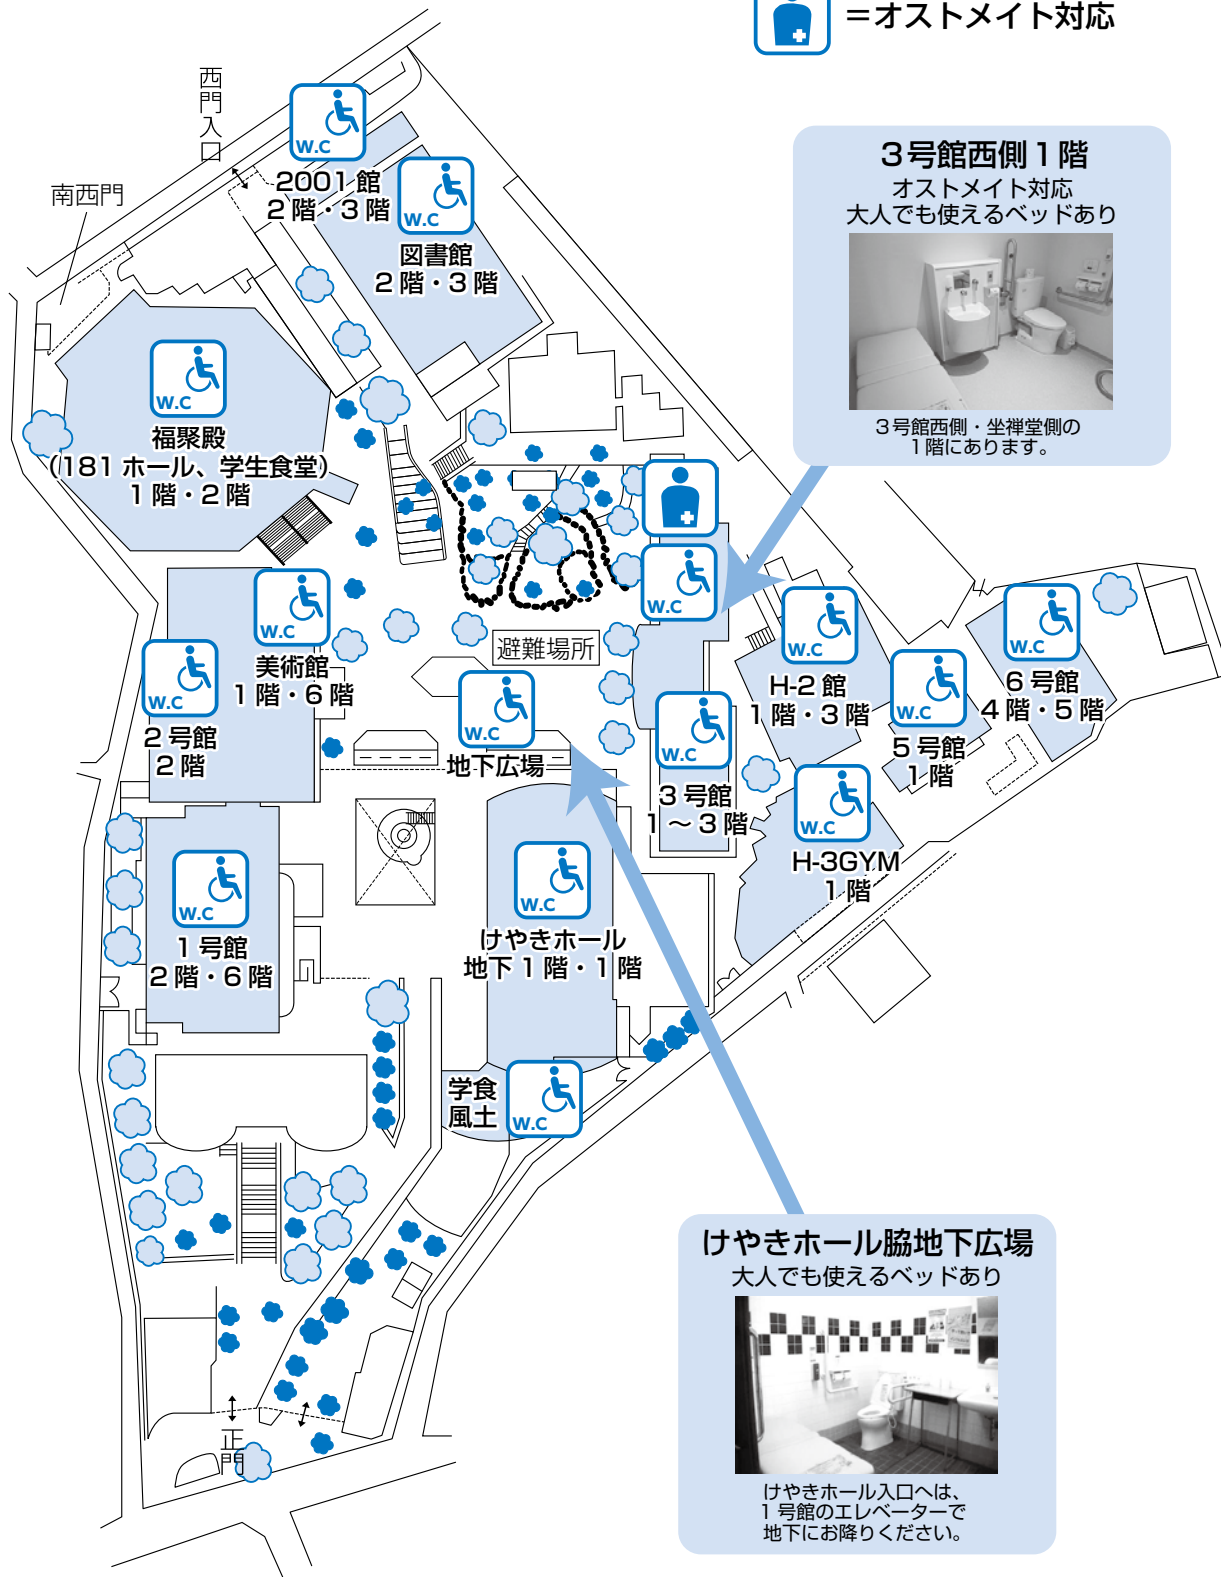 =オストメイト対応
西門入口
南西門
W.C
2001館
2階・3階
W.C
図書館
2階・3階
3号館西側1階
オストメイト対応
大人でも使えるベッドあり
3号館西側・坐禅堂側の
1階にあります。
W.C
福聚殿
(181ホール、学生食堂)
1階・2階
W.C
W.C
美術館
1階・6階
W.C
2号館
2階
避難場所
W.C
地下広場
W.C
3号館
1〜3階
W.C
H-2館
1階・3階
W.C
5号館
1階
W.C
6号館
4階・5階
W.C
H-3GYM
1階
W.C
1号館
2階・6階
W.C
けやきホール
地下1階・1階
学食
風土
W.C
けやきホール脇地下広場
大人でも使えるベッドあり
けやきホール入口へは、
1号館のエレベーターで
地下にお降りください。
正門